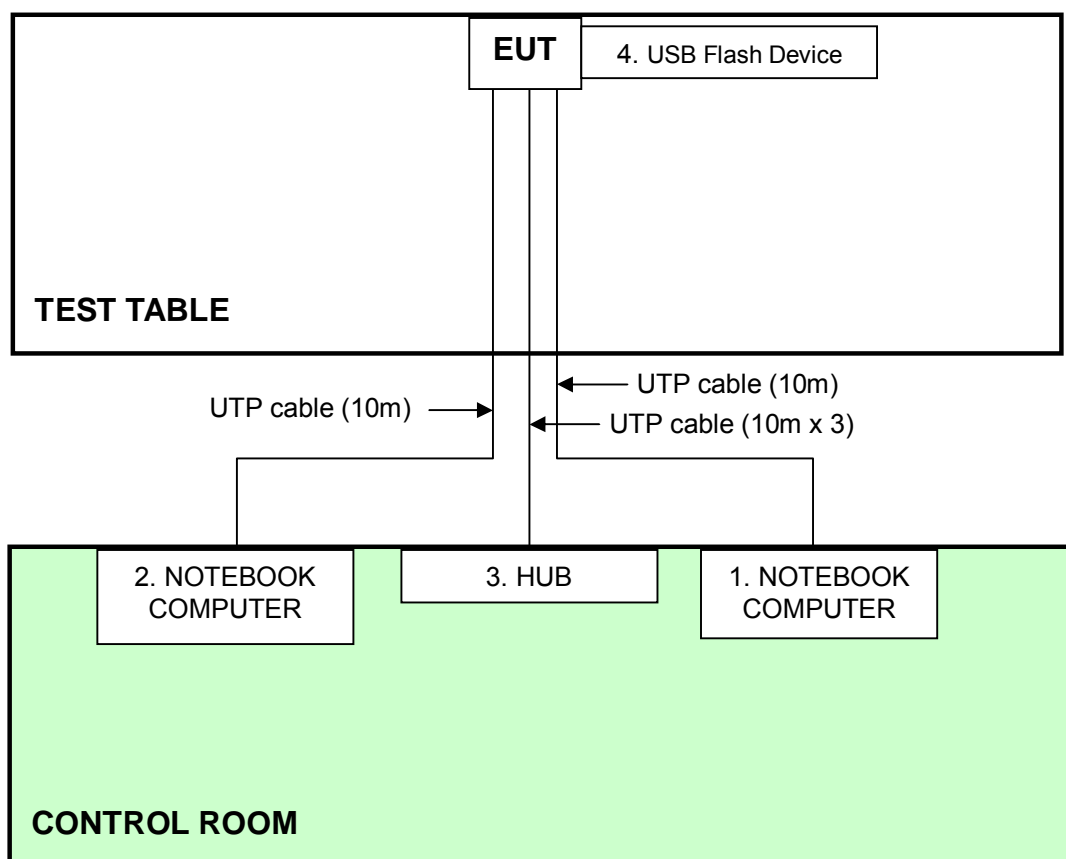 EUT
4. USB Flash Device
TEST TABLE
UTP cable (10m)
UTP cable (10m)
UTP cable (10m x 3)
2. NOTEBOOK
COMPUTER
3. HUB
1. NOTEBOOK
COMPUTER
CONTROL ROOM